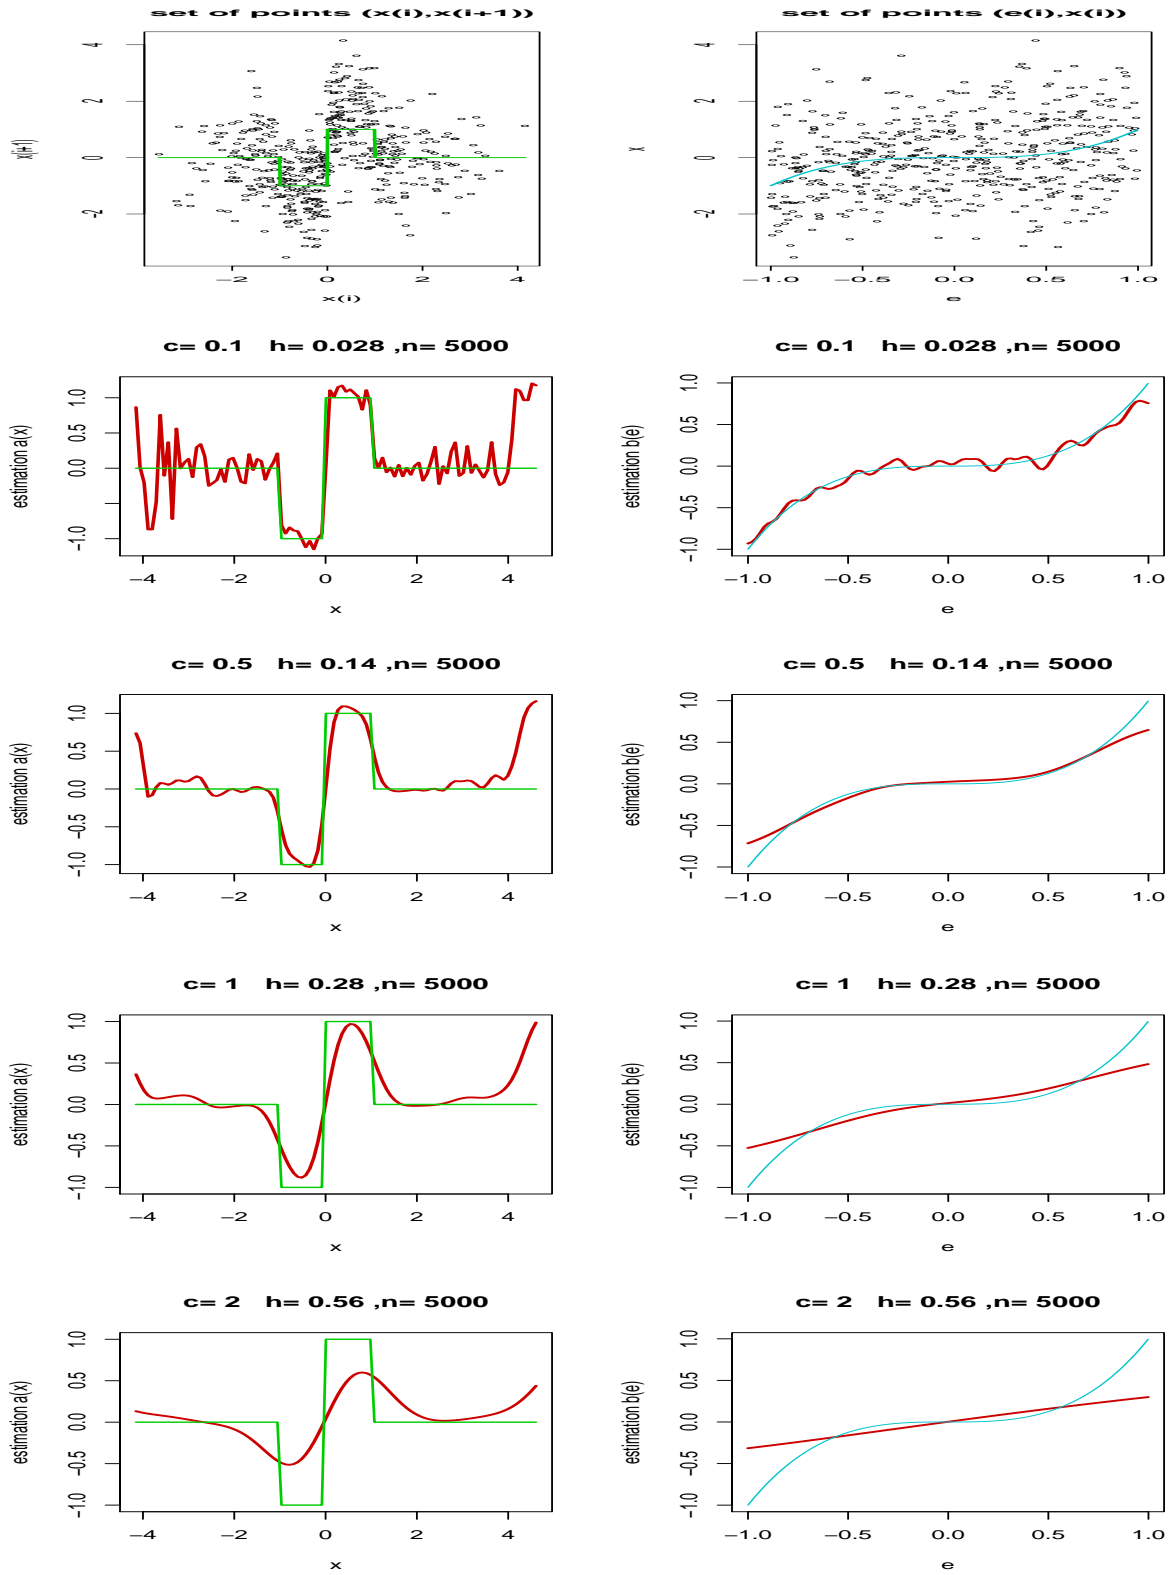 set of points (x(i),x(i+1))
set of points (e(i),x(i))
x(i+1)
4
2
0
−2
−2 0 2 4
x(i)
x
4
2
0
−2
−1.0 −0.5 0.0 0.5 1.0
e
c= 0.1 h= 0.028 ,n= 5000
c= 0.1 h= 0.028 ,n= 5000
estimation a(x)
1.0
0.5
0.0
−1.0
−4 −2 0 2 4
x
estimation b(e)
1.0
0.5
0.0
−0.5
−1.0
−1.0 −0.5 0.0 0.5 1.0
e
c= 0.5 h= 0.14 ,n= 5000
c= 0.5 h= 0.14 ,n= 5000
estimation a(x)
1.0
0.5
0.0
−0.5
−1.0
−4 −2 0 2 4
x
estimation b(e)
1.0
0.5
0.0
−0.5
−1.0
−1.0 −0.5 0.0 0.5 1.0
e
c= 1 h= 0.28 ,n= 5000
c= 1 h= 0.28 ,n= 5000
estimation a(x)
1.0
0.5
0.0
−0.5
−1.0
−4 −2 0 2 4
x
estimation b(e)
1.0
0.5
0.0
−0.5
−1.0
−1.0 −0.5 0.0 0.5 1.0
e
c= 2 h= 0.56 ,n= 5000
c= 2 h= 0.56 ,n= 5000
estimation a(x)
1.0
0.5
0.0
−0.5
−1.0
−4 −2 0 2 4
x
estimation b(e)
1.0
0.5
0.0
−0.5
−1.0
−1.0 −0.5 0.0 0.5 1.0
e